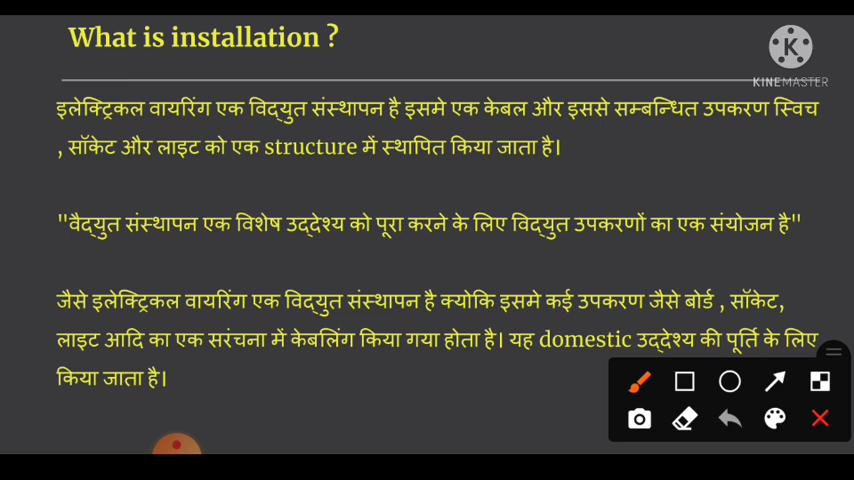 What is installation ?
K
KINEMASTER
इलेक्ट्रिकल वायरिंग एक विद्युत संस्थापन है इसमे एक केबल और इससे सम्बन्धित उपकरण स्विच
, सॉकेट और लाइट को एक structure में स्थापित किया जाता है।
"वैद्युत संस्थापन एक विशेष उद्देश्य को पूरा करने के लिए विद्युत उपकरणों का एक संयोजन है"
जैसे इलेक्ट्रिकल वायरिंग एक विद्युत संस्थापन है क्योकि इसमे कई उपकरण जैसे बोर्ड , सॉकेट,
लाइट आदि का एक सरंचना में केबलिंग किया गया होता है। यह domestic उद्देश्य की पूर्ति के लिए
किया जाता है।